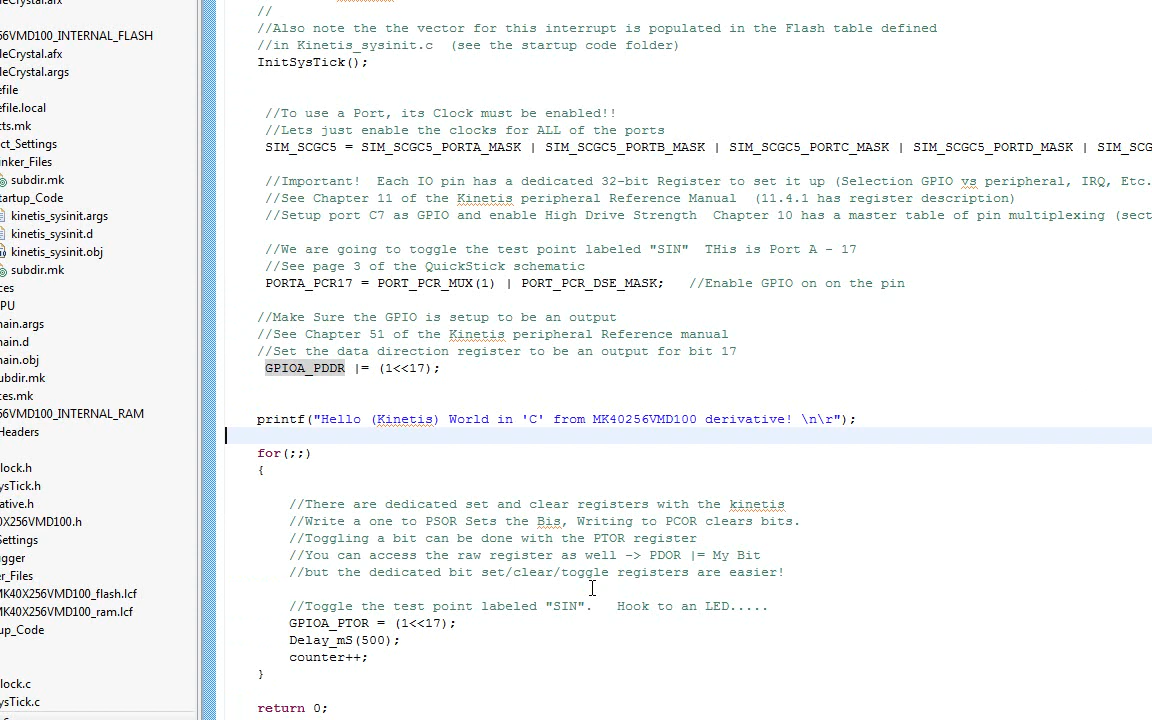 56VMD100_INTERNAL_FLASH
leCrystal.afx
leCrystal.args
efile
efile.local
cts.mk
ct_Settings
nker_Files
subdir.mk
tartup_Code
kinetis_sysinit.args
kinetis_sysinit.d
kinetis_sysinit.obj
subdir.mk
ces
PU
nain.args
nain.d
nain.obj
ubdir.mk
ces.mk
56VMD100_INTERNAL_RAM
Headers
lock.h
ysTick.h
ative.h
0X256VMD100.h
Settings
gger
er_Files
MK40X256VMD100_flash.lcf
MK40X256VMD100_ram.lcf
up_Code
lock.c
ysTick.c
//
//Also note the the vector for this interrupt is populated in the Flash table defined
//in Kinetis_sysinit.c  (see the startup code folder)
InitSysTick();
//To use a Port, its Clock must be enabled!!
//Lets just enable the clocks for ALL of the ports
SIM_SCGC5 = SIM_SCGC5_PORTA_MASK | SIM_SCGC5_PORTB_MASK | SIM_SCGC5_PORTC_MASK | SIM_SCGC5_PORTD_MASK | SIM_SCG
//Important!  Each IO pin has a dedicated 32-bit Register to set it up (Selection GPIO vs peripheral, IRQ, Etc.
//See Chapter 11 of the Kinetis peripheral Reference Manual  (11.4.1 has register description)
//Setup port C7 as GPIO and enable High Drive Strength  Chapter 10 has a master table of pin multiplexing (sect
//We are going to toggle the test point labeled "SIN"  THis is Port A - 17
//See page 3 of the QuickStick schematic
PORTA_PCR17 = PORT_PCR_MUX(1) | PORT_PCR_DSE_MASK;   //Enable GPIO on on the pin
//Make Sure the GPIO is setup to be an output
//See Chapter 51 of the Kinetis peripheral Reference manual
//Set the data direction register to be an output for bit 17
GPIOA_PDDR |= (1<<17);
printf("Hello (Kinetis) World in 'C' from MK40256VMD100 derivative! \n\r");
for(;;)
{
//There are dedicated set and clear registers with the kinetis
//Write a one to PSOR Sets the Bis, Writing to PCOR clears bits.
//Toggling a bit can be done with the PTOR register
//You can access the raw register as well -> PDOR |= My Bit
//but the dedicated bit set/clear/toggle registers are easier!
//Toggle the test point labeled "SIN".   Hook to an LED.....
GPIOA_PTOR = (1<<17);
Delay_mS(500);
counter++;
}
return 0;